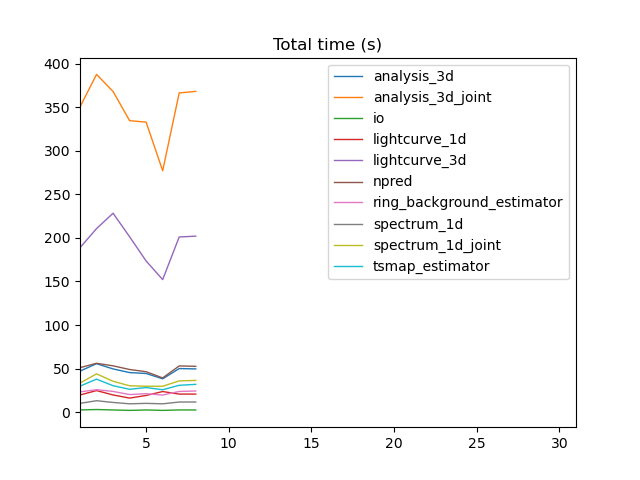 Total time (s)
400
350
300
250
200
150
100
50
0
analysis_3d
analysis_3d_joint
io
lightcurve_1d
lightcurve_3d
npred
ring_background_estimator
spectrum_1d
spectrum_1d_joint
tsmap_estimator
5 10 15 20 25 30